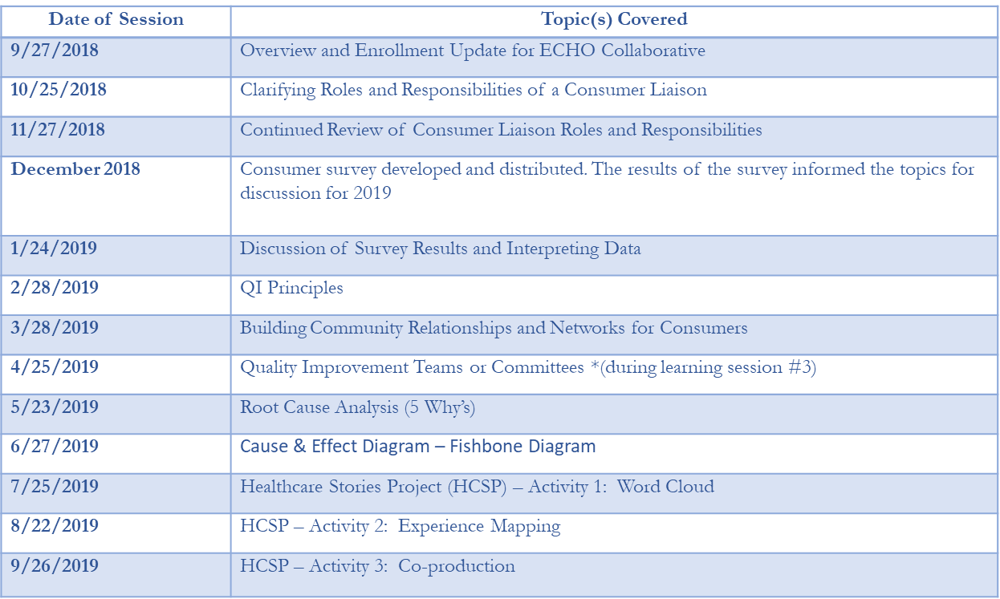 Date of Session Topic(s) Covered
9/27/2018 Overview and Enrollment Update for ECHO Collaborative
10/25/2018 Clarifying Roles and Responsibilities of a Consumer Liaison
11/27/2018 Continued Review of Consumer Liaison Roles and Responsibilities
December 2018 Consumer survey developed and distributed. The results of the survey informed the topics for
discussion for 2019
1/24/2019 Discussion of Survey Results and Interpreting Data
2/28/2019 QI Principles
3/28/2019 Building Community Relationships and Networks for Consumers
4/25/2019 Quality Improvement Teams or Committees *(during learning session #3)
5/23/2019 Root Cause Analysis (5 Why’s)
6/27/2019 Cause & Effect Diagram – Fishbone Diagram
7/25/2019 Healthcare Stories Project (HCSP) – Activity 1: Word Cloud
8/22/2019 HCSP – Activity 2: Experience Mapping
9/26/2019 HCSP – Activity 3: Co-production